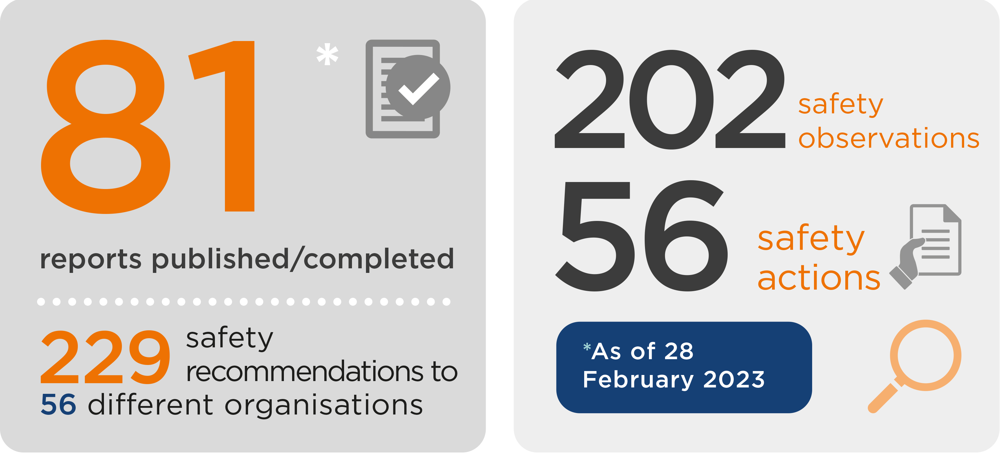 81 *
reports published/completed
229 safety
recommendations to
56 different organisations
202 safety
observations
56 safety
actions
*As of 28
February 2023